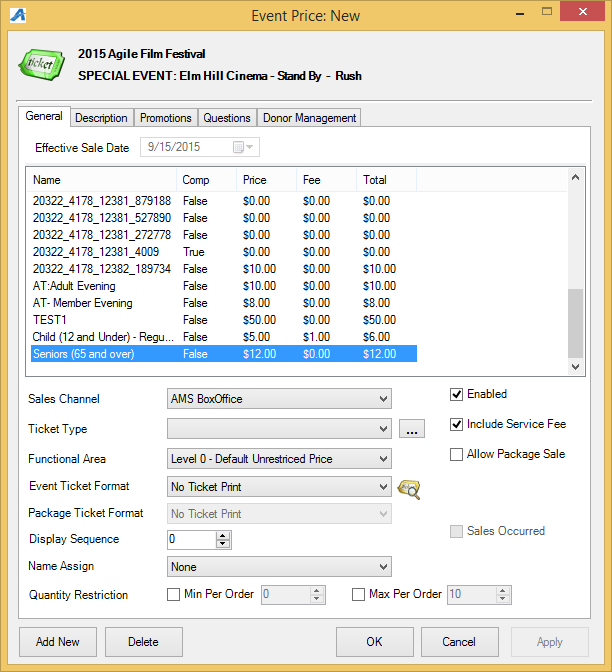 Event Price: New
ticket
2015 Agile Film Festival
SPECIAL EVENT: Elm Hill Cinema - Stand By - Rush
General Description Promotions Questions Donor Management
Effective Sale Date 9/15/2015
Name Comp Price Fee Total
20322_4178_12381_879188 False $0.00 $0.00 $0.00
20322_4178_12381_527890 False $0.00 $0.00 $0.00
20322_4178_12381_272778 False $0.00 $0.00 $0.00
20322_4178_12381_4009 True $0.00 $0.00 $0.00
20322_4178_12382_189734 False $10.00 $0.00 $10.00
AT:Adult Evening False $10.00 $0.00 $10.00
AT- Member Evening False $8.00 $0.00 $8.00
TEST1 False $50.00 $0.00 $50.00
Child (12 and Under) - Regu... False $5.00 $1.00 $6.00
Seniors (65 and over) False $12.00 $0.00 $12.00
Sales Channel AMS BoxOffice Enabled
Ticket Type ... Include Service Fee
Functional Area Level 0 - Default Unrestriced Price Allow Package Sale
Event Ticket Format No Ticket Print
Package Ticket Format No Ticket Print
Display Sequence 0 Sales Occurred
Name Assign None
Quantity Restriction Min Per Order 0 Max Per Order 10
Add New Delete OK Cancel Apply